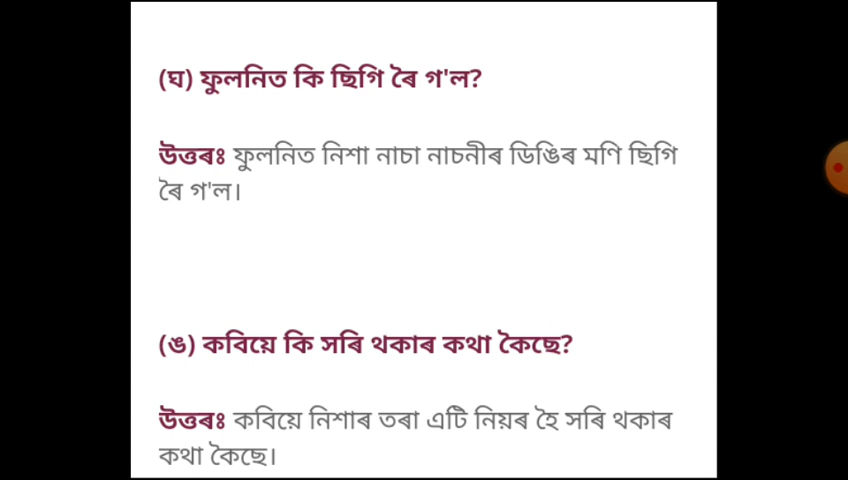 (ঘ) ফুলনিত কি ছিগি ৰৈ গ'ল?
উত্তৰঃ ফুলনিত নিশা নাচা নাচনীৰ ডিঙিৰ মণি ছিগি
ৰৈ গ'ল।
(ঙ) কবিয়ে কি সৰি থকাৰ কথা কৈছে?
উত্তৰঃ কবিয়ে নিশাৰ তৰা এটি নিয়ৰ হৈ সৰি থকাৰ
কথা কৈছে।